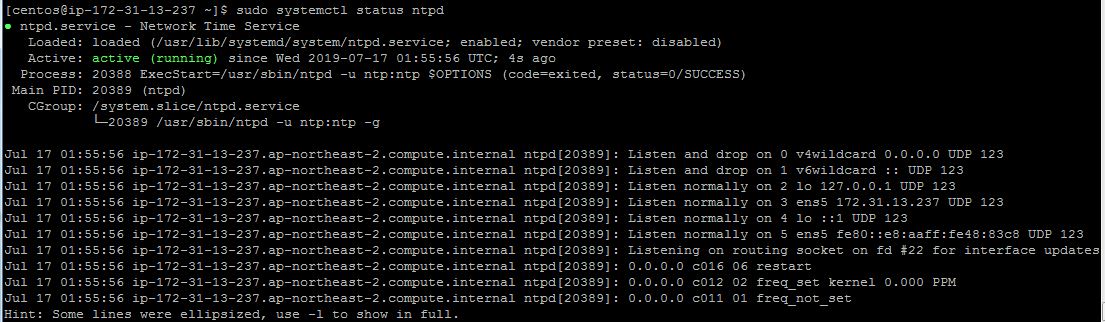 [centos@ip-172-31-13-237 ~]$ sudo systemctl status ntpd
● ntpd.service - Network Time Service
   Loaded: loaded (/usr/lib/systemd/system/ntpd.service; enabled; vendor preset: disabled)
   Active: active (running) since Wed 2019-07-17 01:55:56 UTC; 4s ago
  Process: 20388 ExecStart=/usr/sbin/ntpd -u ntp:ntp $OPTIONS (code=exited, status=0/SUCCESS)
 Main PID: 20389 (ntpd)
   CGroup: /system.slice/ntpd.service
           └─20389 /usr/sbin/ntpd -u ntp:ntp -g
Jul 17 01:55:56 ip-172-31-13-237.ap-northeast-2.compute.internal ntpd[20389]: Listen and drop on 0 v4wildcard 0.0.0.0 UDP 123
Jul 17 01:55:56 ip-172-31-13-237.ap-northeast-2.compute.internal ntpd[20389]: Listen and drop on 1 v6wildcard :: UDP 123
Jul 17 01:55:56 ip-172-31-13-237.ap-northeast-2.compute.internal ntpd[20389]: Listen normally on 2 lo 127.0.0.1 UDP 123
Jul 17 01:55:56 ip-172-31-13-237.ap-northeast-2.compute.internal ntpd[20389]: Listen normally on 3 ens5 172.31.13.237 UDP 123
Jul 17 01:55:56 ip-172-31-13-237.ap-northeast-2.compute.internal ntpd[20389]: Listen normally on 4 lo ::1 UDP 123
Jul 17 01:55:56 ip-172-31-13-237.ap-northeast-2.compute.internal ntpd[20389]: Listen normally on 5 ens5 fe80::e8:aaff:fe48:83c8 UDP 123
Jul 17 01:55:56 ip-172-31-13-237.ap-northeast-2.compute.internal ntpd[20389]: Listening on routing socket on fd #22 for interface updates
Jul 17 01:55:56 ip-172-31-13-237.ap-northeast-2.compute.internal ntpd[20389]: 0.0.0.0 c016 06 restart
Jul 17 01:55:56 ip-172-31-13-237.ap-northeast-2.compute.internal ntpd[20389]: 0.0.0.0 c012 02 freq_set kernel 0.000 PPM
Jul 17 01:55:56 ip-172-31-13-237.ap-northeast-2.compute.internal ntpd[20389]: 0.0.0.0 c011 01 freq_not_set
Hint: Some lines were ellipsized, use -l to show in full.